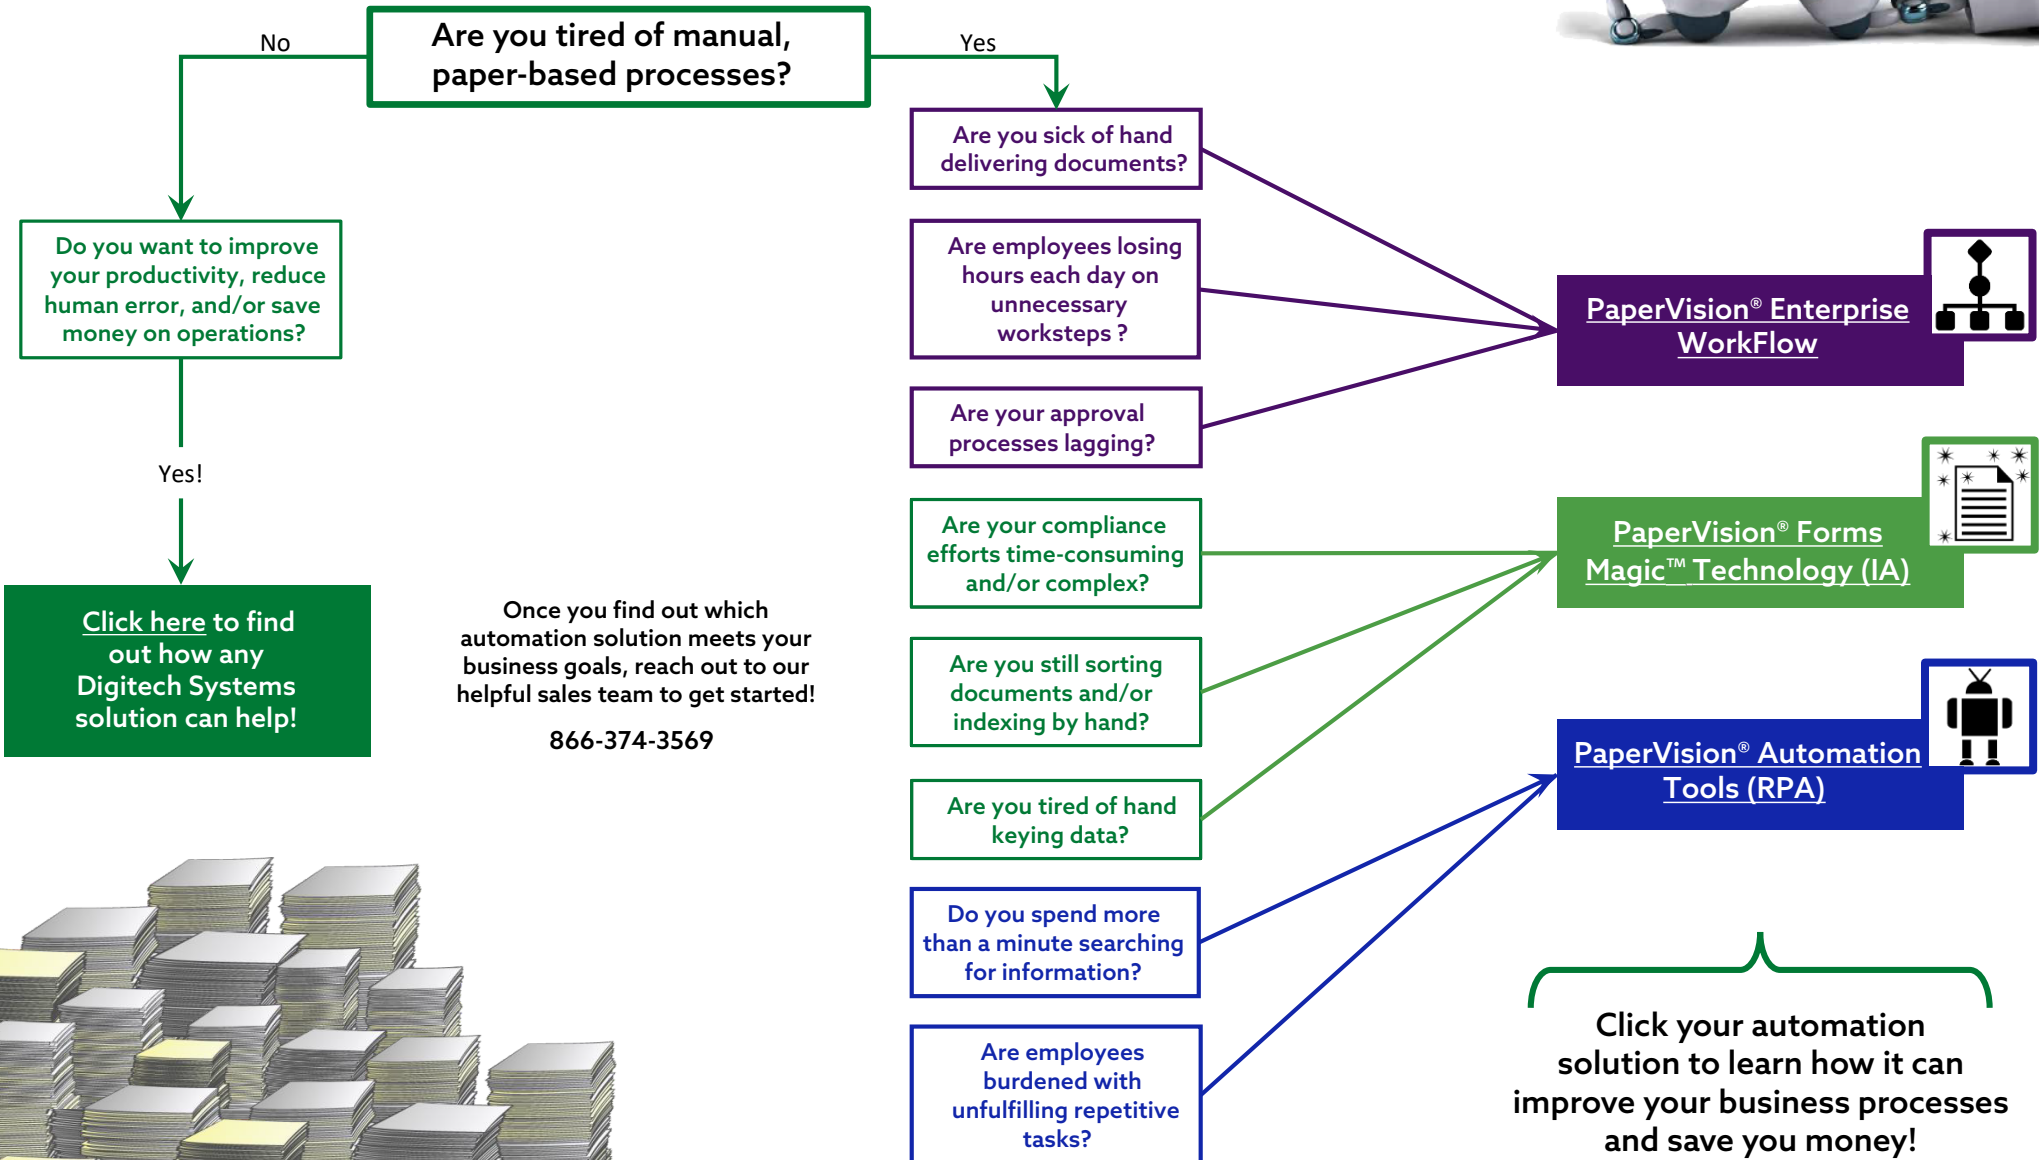 Are you tired of manual,
paper-based processes?
No
Yes
Do you want to improve
your productivity, reduce
human error, and/or save
money on operations?
Yes!
Click here to find
out how any
Digitech Systems
solution can help!
Once you find out which
automation solution meets your
business goals, reach out to our
helpful sales team to get started!
866-374-3569
Are you sick of hand
delivering documents?
Are employees losing
hours each day on
unnecessary
worksteps ?
Are your approval
processes lagging?
Are your compliance
efforts time-consuming
and/or complex?
Are you still sorting
documents and/or
indexing by hand?
Are you tired of hand
keying data?
Do you spend more
than a minute searching
for information?
Are employees
burdened with
unfulfilling repetitive
tasks?
PaperVision® Enterprise
WorkFlow
PaperVision® Forms
Magic™ Technology (IA)
PaperVision® Automation
Tools (RPA)
Click your automation
solution to learn how it can
improve your business processes
and save you money!